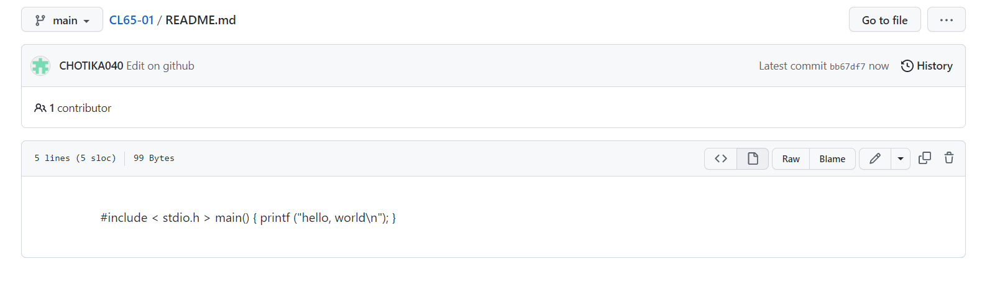 main CL65-01 / README.md Go to file ...
CHOTIKA040 Edit on github Latest commit bb67df7 now History
1 contributor
5 lines (5 sloc) 99 Bytes Raw Blame
#include < stdio.h > main() { printf ("hello, world\n"); }